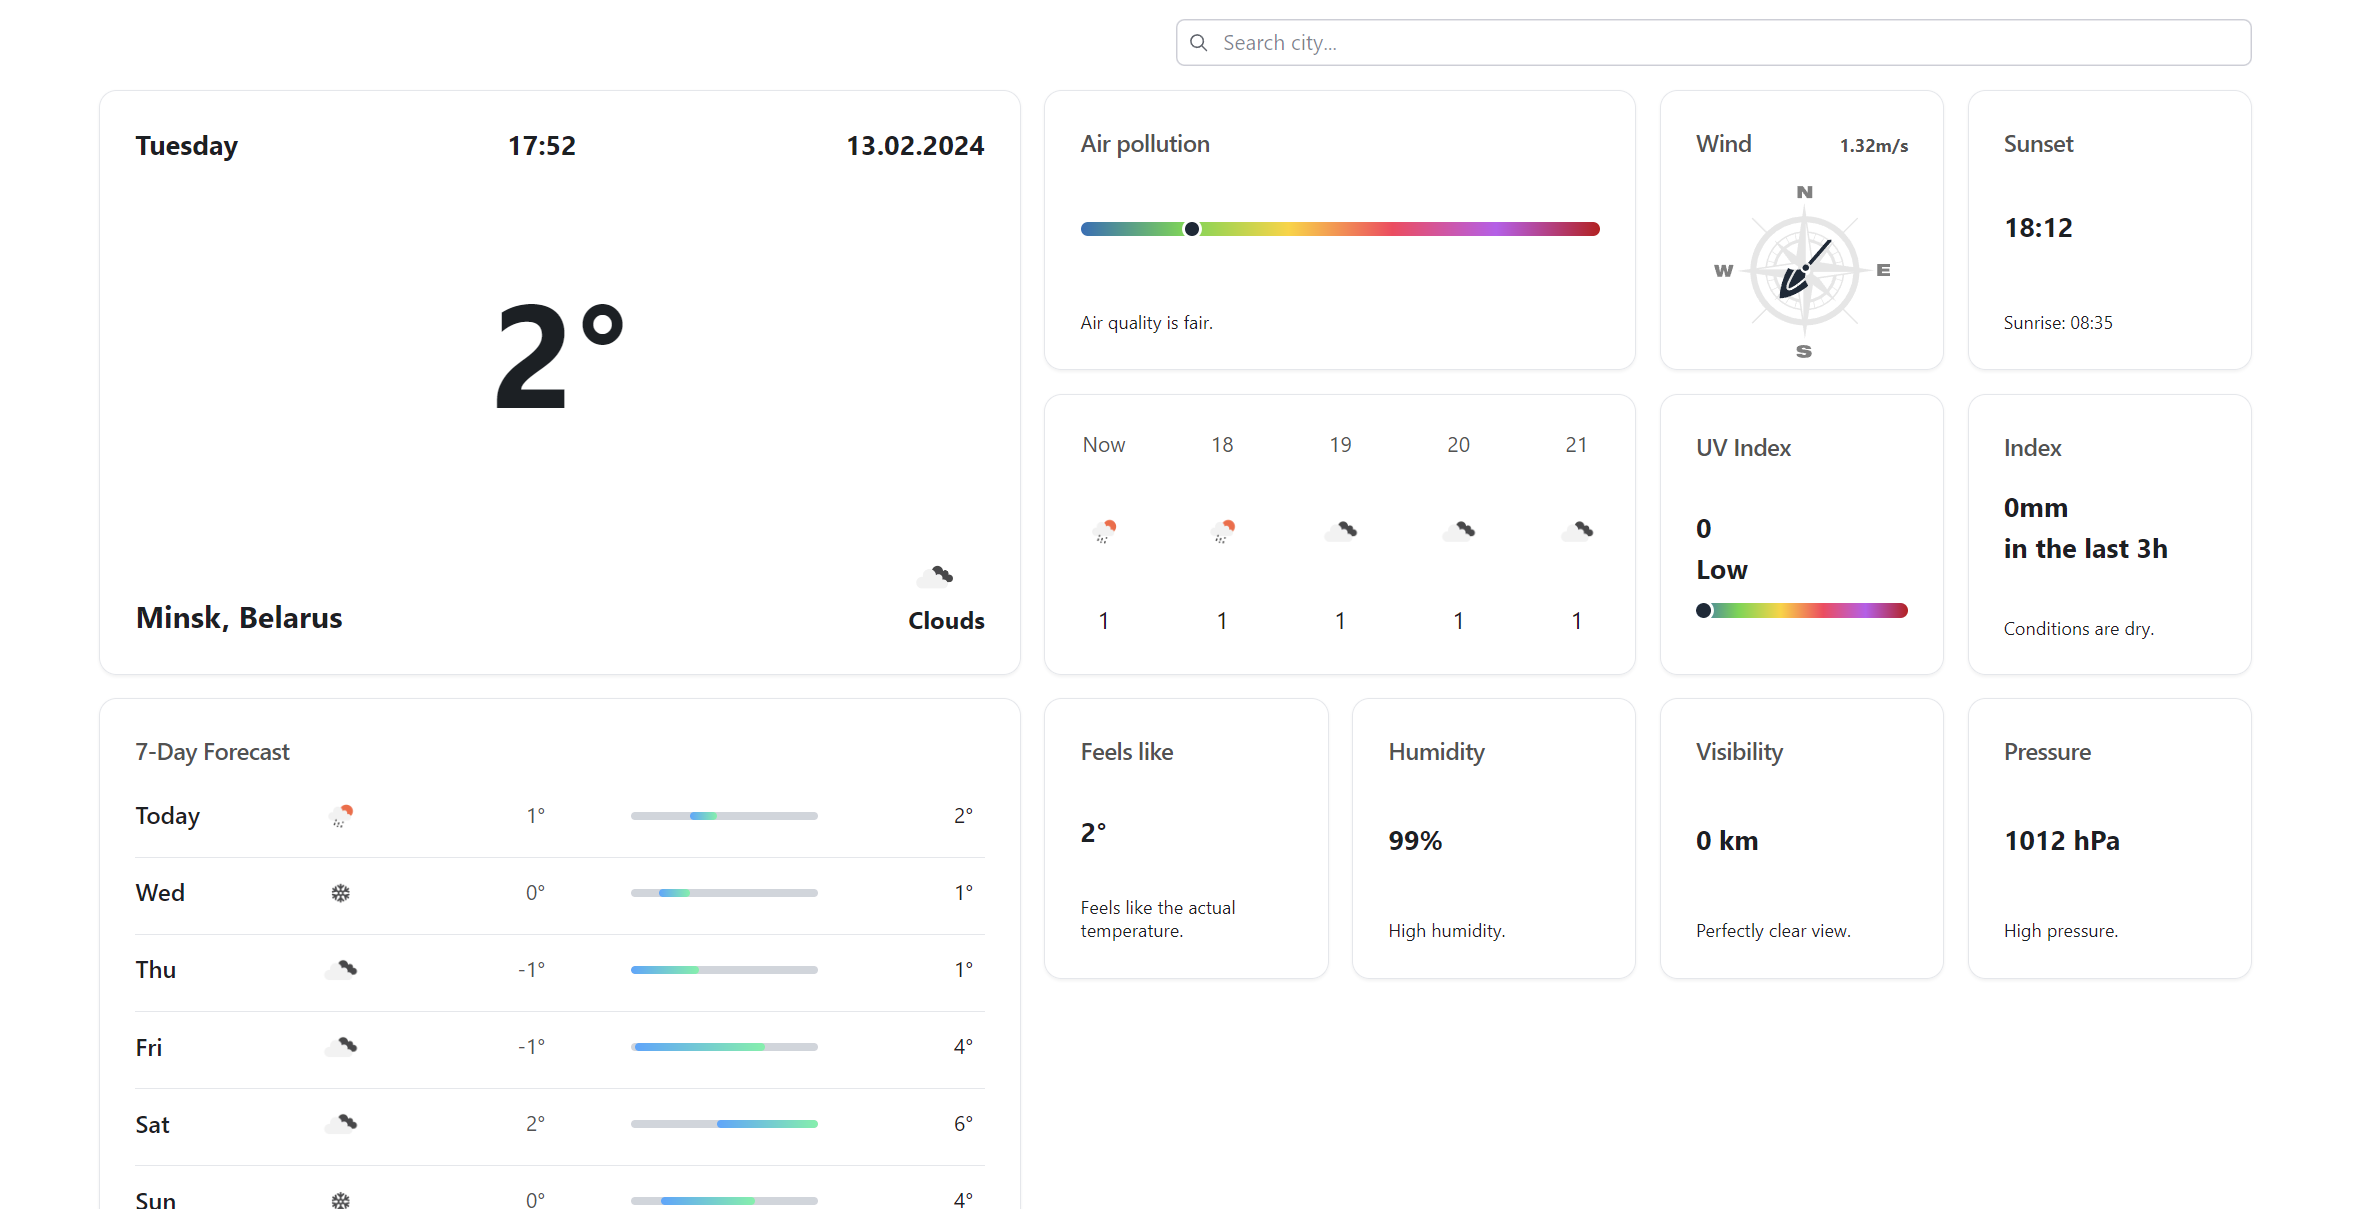 Search city...
Tuesday 17:52 13.02.2024
2°
Minsk, Belarus
Clouds
Air pollution
Air quality is fair.
Wind 1.32m/s
N
W E
S
Sunset
18:12
Sunrise: 08:35
Now 18 19 20 21
1 1 1 1 1
UV Index
0
Low
Index
0mm
in the last 3h
Conditions are dry.
7-Day Forecast
Today 1° 2°
Wed 0° 1°
Thu -1° 1°
Fri -1° 4°
Sat 2° 6°
Sun 0° 4°
Feels like
2°
Feels like the actual
temperature.
Humidity
99%
High humidity.
Visibility
0 km
Perfectly clear view.
Pressure
1012 hPa
High pressure.